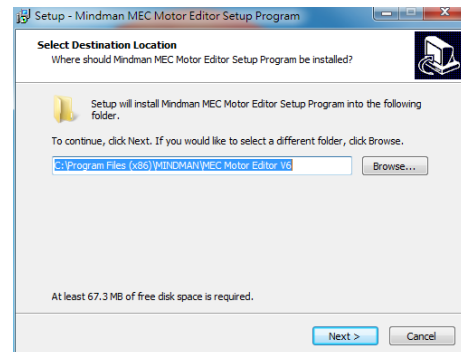 Setup - Mindman MEC Motor Editor Setup Program
Select Destination Location
Where should Mindman MEC Motor Editor Setup Program be installed?
Setup will install Mindman MEC Motor Editor Setup Program into the following
folder.
To continue, click Next. If you would like to select a different folder, click Browse.
C:\Program Files (x86)\MINDMAN\MEC Motor Editor V6
Browse...
At least 67.3 MB of free disk space is required.
Next >
Cancel